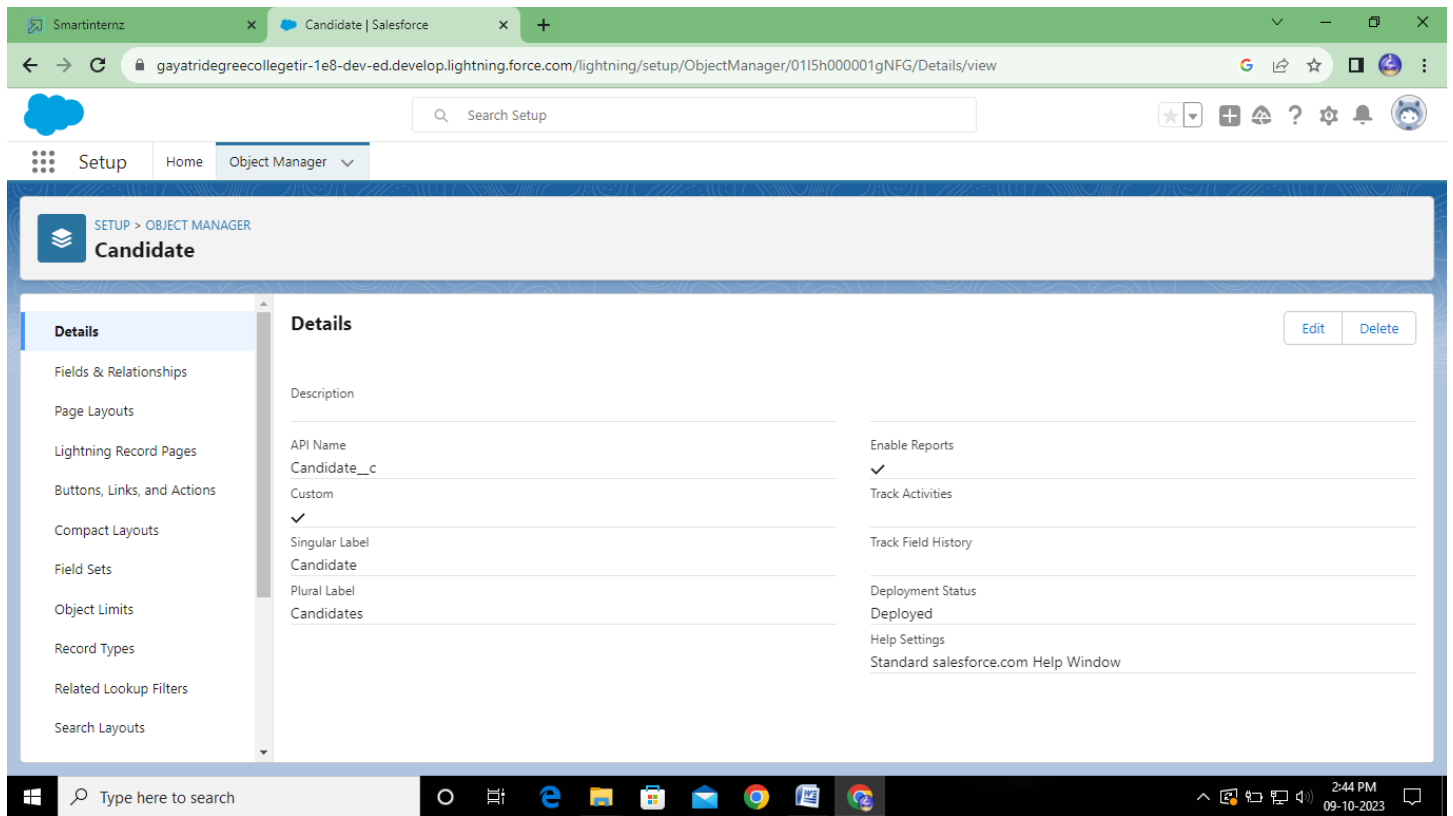 Smartinternz
Candidate | Salesforce
gayatridegreecollegetir-1e8-dev-ed.develop.lightning.force.com/lightning/setup/ObjectManager/01I5h000001gNFG/Details/view
Search Setup
Setup
Home
Object Manager
SETUP > OBJECT MANAGER
Candidate
Details
Fields & Relationships
Page Layouts
Lightning Record Pages
Buttons, Links, and Actions
Compact Layouts
Field Sets
Object Limits
Record Types
Related Lookup Filters
Search Layouts
Details
Edit
Delete
Description
API Name
Candidate__c
Custom
Singular Label
Candidate
Plural Label
Candidates
Enable Reports
Track Activities
Track Field History
Deployment Status
Deployed
Help Settings
Standard salesforce.com Help Window
Type here to search
2:44 PM
09-10-2023